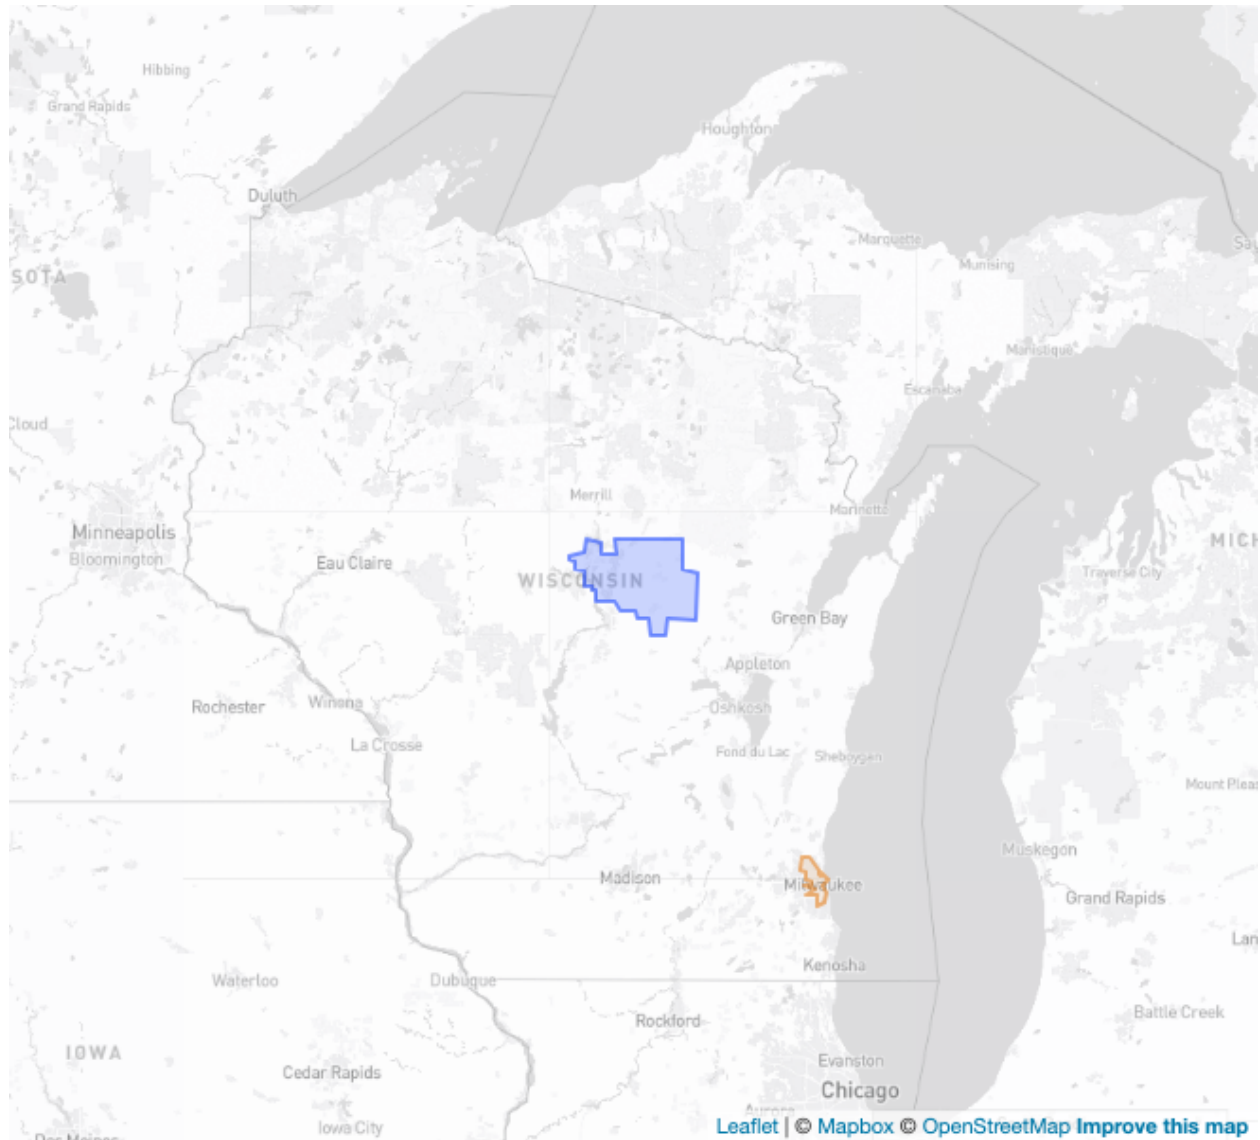 Hibbing
Grand Rapids
Houghton
Duluth
Marquette
Munising
SOTA
Manistique
Escanaba
Cloud
Merrill
Marinette
Minneapolis
Bloomington
Eau Claire
WISCONSIN
MICH
Traverse City
Green Bay
Appleton
Rochester
Winona
Oshkosh
La Crosse
Fond du Lac
Sheboygan
Mount Pleas
Muskegon
Madison
Milwaukee
Grand Rapids
Lan
Kenosha
Waterloo
Dubuque
Battle Creek
Rockford
IOWA
Evanston
Cedar Rapids
Chicago
Aurora
Iowa City
Des Moines
Leaflet | © Mapbox © OpenStreetMap Improve this map